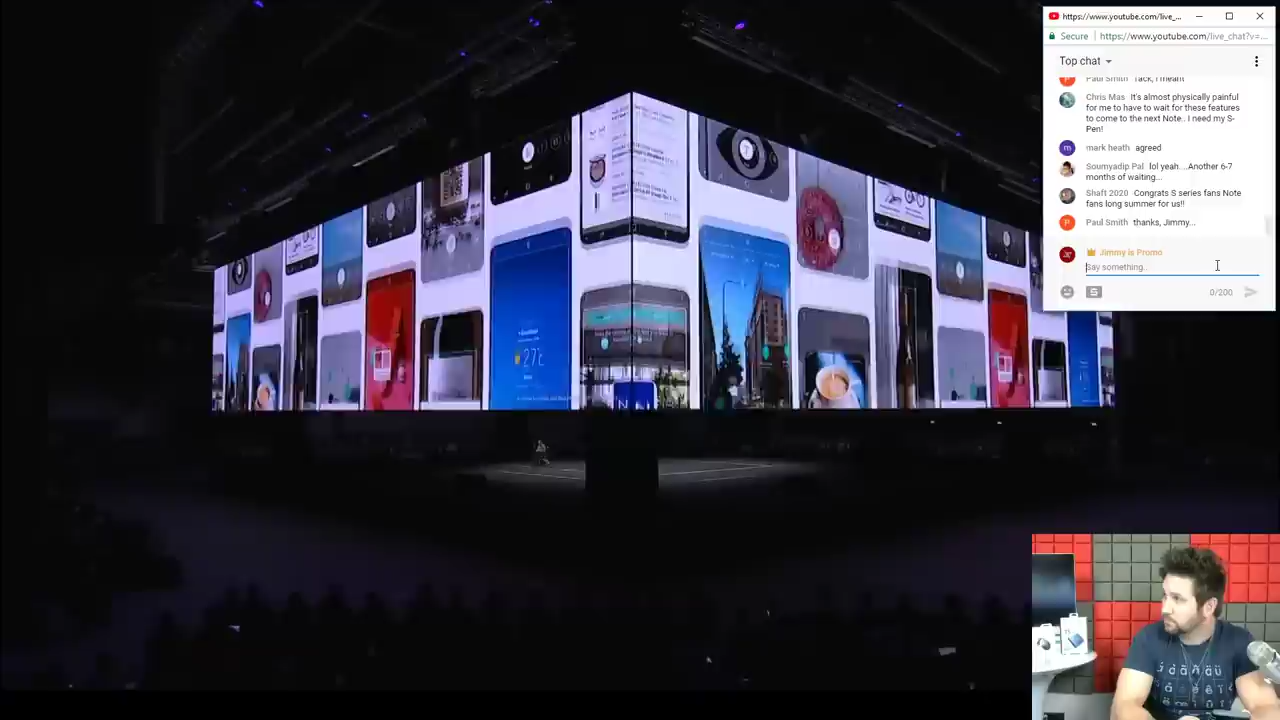 https://www.youtube.com/live_...
Secure
https://www.youtube.com/live_chat?v=...
Top chat
Paul Smith Tack, I meant
Chris Mas It's almost physically painful
for me to have to wait for these features
to come to the next Note.. I need my S-
Pen!
mark heath agreed
Soumyadip Pal lol yeah....Another 6-7
months of waiting...
Shaft 2020 Congrats S series fans Note
fans long summer for us!!
Paul Smith thanks, Jimmy...
Jimmy is Promo
Say something...
0/200
27